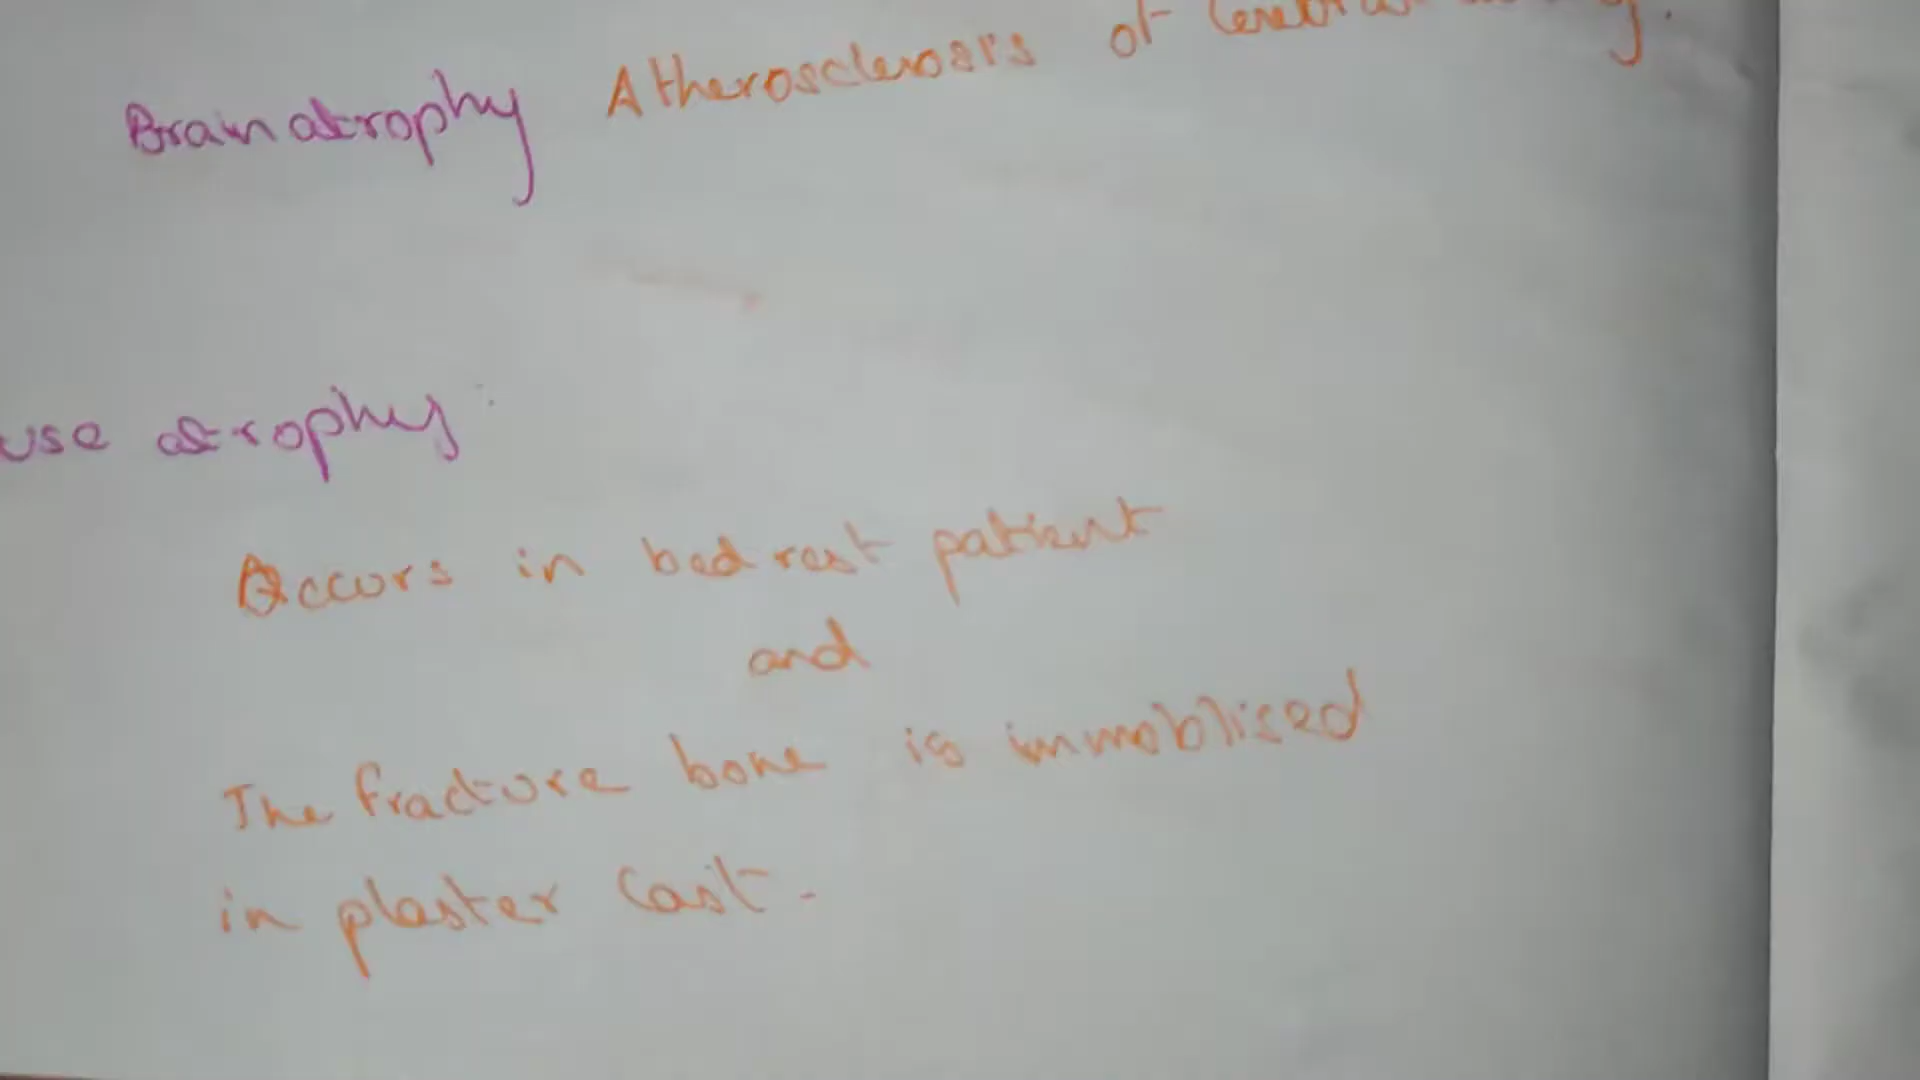 Brain atrophy Atherosclerosis of
use atrophy
Occurs in bed rest patient
and
The fracture bone is immoblised
in plaster cast.